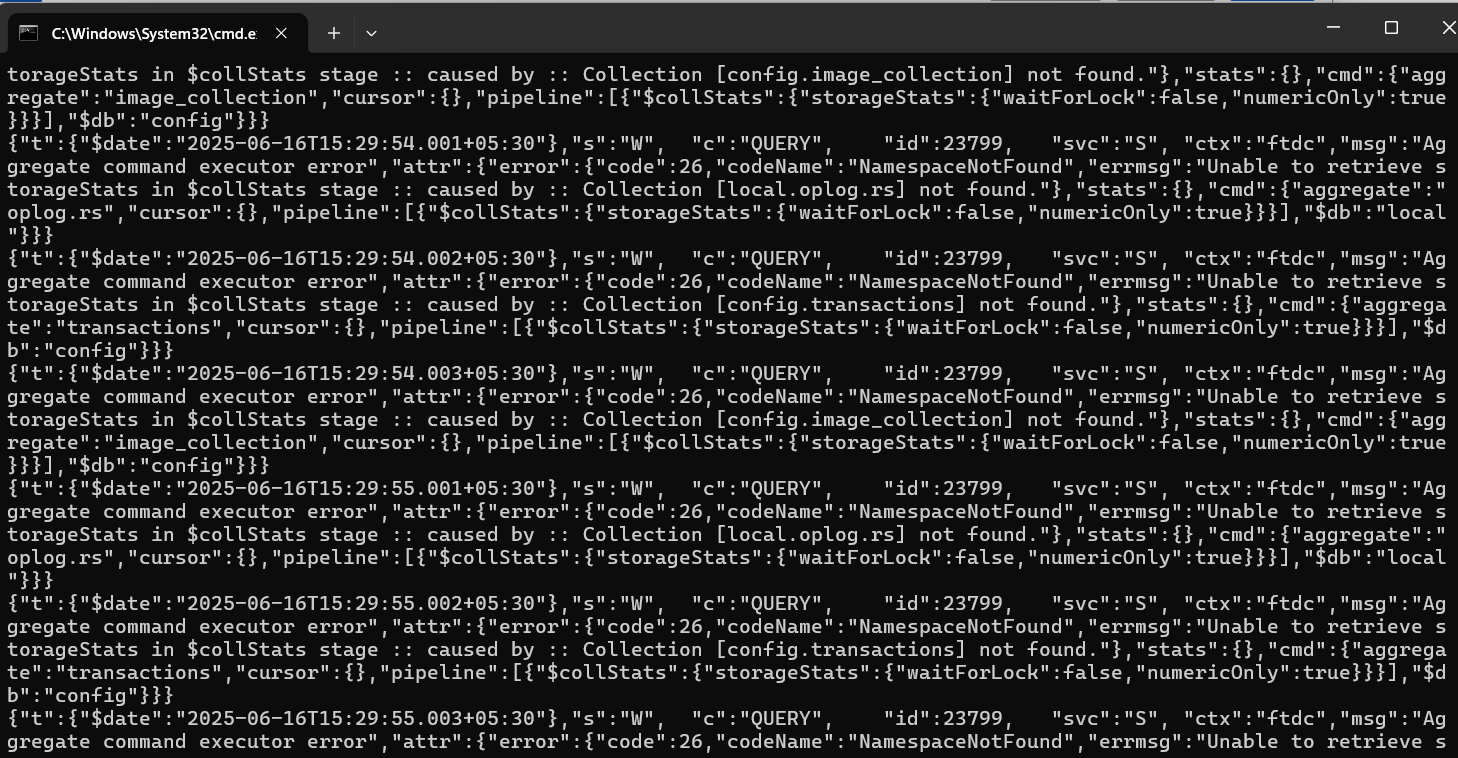 C:\Windows\System32\cmd.e
torageStats in $collStats stage :: caused by :: Collection [config.image_collection] not found."},"stats":{},"cmd":{"agg
regate":"image_collection","cursor":{},"pipeline":[{"$collStats":{"storageStats":{"waitForLock":false,"numericOnly":true
}}}],"$db":"config"}}}
{"t":{"$date":"2025-06-16T15:29:54.001+05:30"},"s":"W",  "c":"QUERY",    "id":23799,   "svc":"S", "ctx":"ftdc","msg":"Ag
gregate command executor error","attr":{"error":{"code":26,"codeName":"NamespaceNotFound","errmsg":"Unable to retrieve s
torageStats in $collStats stage :: caused by :: Collection [local.oplog.rs] not found."},"stats":{},"cmd":{"aggregate":"
oplog.rs","cursor":{},"pipeline":[{"$collStats":{"storageStats":{"waitForLock":false,"numericOnly":true}}}],"$db":"local
"}}}
{"t":{"$date":"2025-06-16T15:29:54.002+05:30"},"s":"W",  "c":"QUERY",    "id":23799,   "svc":"S", "ctx":"ftdc","msg":"Ag
gregate command executor error","attr":{"error":{"code":26,"codeName":"NamespaceNotFound","errmsg":"Unable to retrieve s
torageStats in $collStats stage :: caused by :: Collection [config.transactions] not found."},"stats":{},"cmd":{"aggrega
te":"transactions","cursor":{},"pipeline":[{"$collStats":{"storageStats":{"waitForLock":false,"numericOnly":true}}}],"$d
b":"config"}}}
{"t":{"$date":"2025-06-16T15:29:54.003+05:30"},"s":"W",  "c":"QUERY",    "id":23799,   "svc":"S", "ctx":"ftdc","msg":"Ag
gregate command executor error","attr":{"error":{"code":26,"codeName":"NamespaceNotFound","errmsg":"Unable to retrieve s
torageStats in $collStats stage :: caused by :: Collection [config.image_collection] not found."},"stats":{},"cmd":{"agg
regate":"image_collection","cursor":{},"pipeline":[{"$collStats":{"storageStats":{"waitForLock":false,"numericOnly":true
}}}],"$db":"config"}}}
{"t":{"$date":"2025-06-16T15:29:55.001+05:30"},"s":"W",  "c":"QUERY",    "id":23799,   "svc":"S", "ctx":"ftdc","msg":"Ag
gregate command executor error","attr":{"error":{"code":26,"codeName":"NamespaceNotFound","errmsg":"Unable to retrieve s
torageStats in $collStats stage :: caused by :: Collection [local.oplog.rs] not found."},"stats":{},"cmd":{"aggregate":"
oplog.rs","cursor":{},"pipeline":[{"$collStats":{"storageStats":{"waitForLock":false,"numericOnly":true}}}],"$db":"local
"}}}
{"t":{"$date":"2025-06-16T15:29:55.002+05:30"},"s":"W",  "c":"QUERY",    "id":23799,   "svc":"S", "ctx":"ftdc","msg":"Ag
gregate command executor error","attr":{"error":{"code":26,"codeName":"NamespaceNotFound","errmsg":"Unable to retrieve s
torageStats in $collStats stage :: caused by :: Collection [config.transactions] not found."},"stats":{},"cmd":{"aggrega
te":"transactions","cursor":{},"pipeline":[{"$collStats":{"storageStats":{"waitForLock":false,"numericOnly":true}}}],"$d
b":"config"}}}
{"t":{"$date":"2025-06-16T15:29:55.003+05:30"},"s":"W",  "c":"QUERY",    "id":23799,   "svc":"S", "ctx":"ftdc","msg":"Ag
gregate command executor error","attr":{"error":{"code":26,"codeName":"NamespaceNotFound","errmsg":"Unable to retrieve s